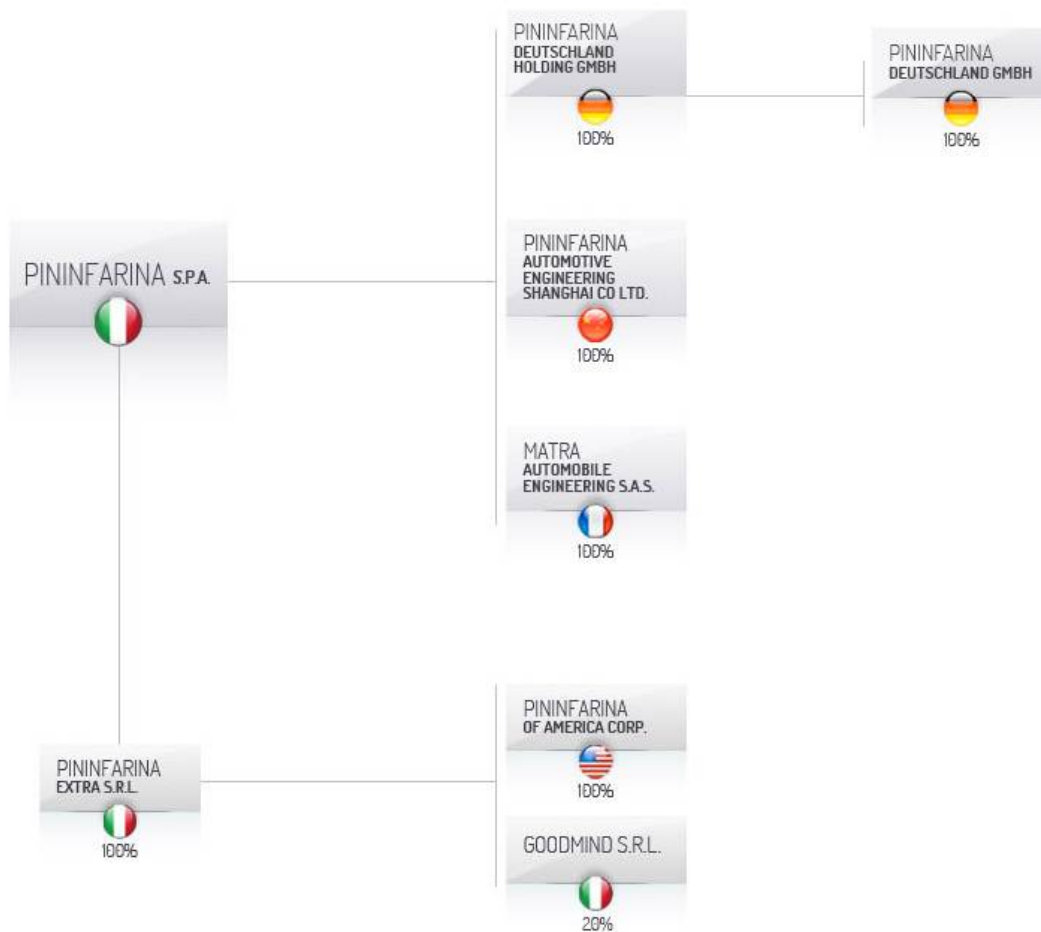 PININFARINA
DEUTSCHLAND
HOLDING GMBH
100%
PININFARINA
DEUTSCHLAND GMBH
100%
PININFARINA S.P.A.
PININFARINA
AUTOMOTIVE
ENGINEERING
SHANGHAI CO LTD.
100%
MATRA
AUTOMOBILE
ENGINEERING S.A.S.
100%
PININFARINA
EXTRA S.R.L.
100%
PININFARINA
OF AMERICA CORP.
100%
GOODMIND S.R.L.
20%